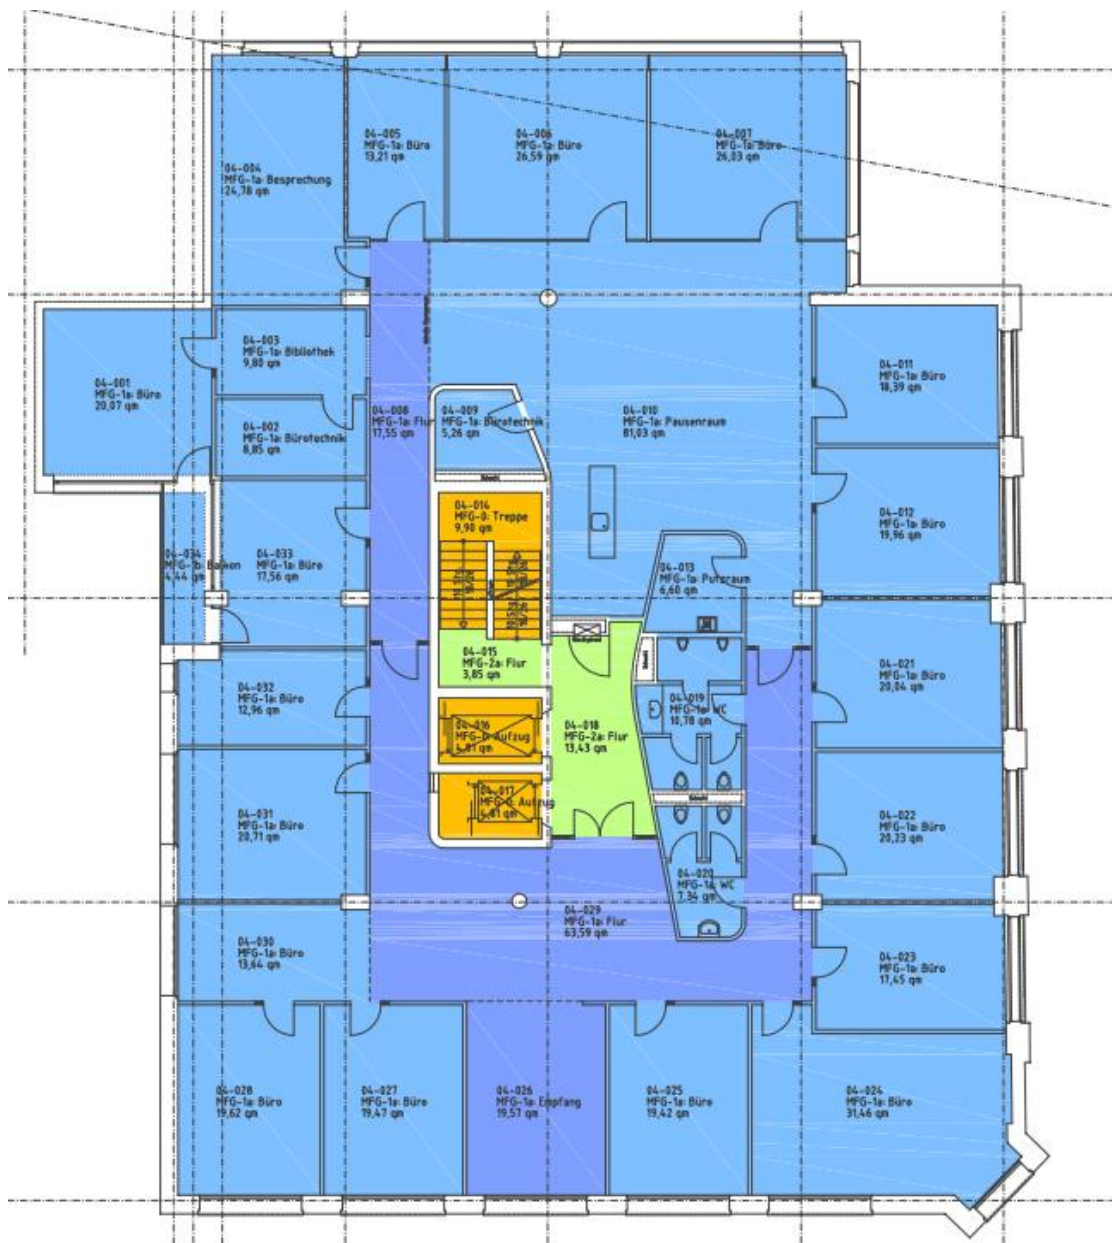 04-005
MFG-1a: Büro
13,21 qm
04-006
MFG-1a: Büro
26,59 qm
04-007
MFG-1a: Büro
26,03 qm
04-004
MFG-1a: Besprechung
24,78 qm
04-003
MFG-1a: Bibliothek
9,80 qm
04-001
MFG-1a: Büro
20,07 qm
04-002
MFG-1a: Bürotechnik
8,85 qm
04-008
MFG-1a: Flur
17,55 qm
04-009
MFG-1a: Bürotechnik
5,26 qm
04-010
MFG-1a: Pausenraum
81,03 qm
04-011
MFG-1a: Büro
18,39 qm
04-014
MFG-0: Treppe
9,90 qm
04-012
MFG-1a: Büro
19,96 qm
04-034
MFG-1b: Balkon
4,44 qm
04-033
MFG-1a: Büro
17,56 qm
04-013
MFG-1a: Putzraum
6,60 qm
04-015
MFG-2a: Flur
3,85 qm
04-021
MFG-1a: Büro
20,04 qm
04-032
MFG-1a: Büro
12,96 qm
04-016
MFG-0: Aufzug
4,81 qm
04-018
MFG-2a: Flur
13,43 qm
04-019
MFG-1a: WC
10,78 qm
04-017
MFG-0: Aufzug
4,81 qm
04-031
MFG-1a: Büro
20,71 qm
04-022
MFG-1a: Büro
20,23 qm
04-020
MFG-1a: WC
7,34 qm
04-029
MFG-1a: Flur
63,59 qm
04-030
MFG-1a: Büro
13,64 qm
04-023
MFG-1a: Büro
17,45 qm
04-028
MFG-1a: Büro
19,62 qm
04-027
MFG-1a: Büro
19,47 qm
04-026
MFG-1a: Empfang
19,57 qm
04-025
MFG-1a: Büro
19,42 qm
04-024
MFG-1a: Büro
31,46 qm